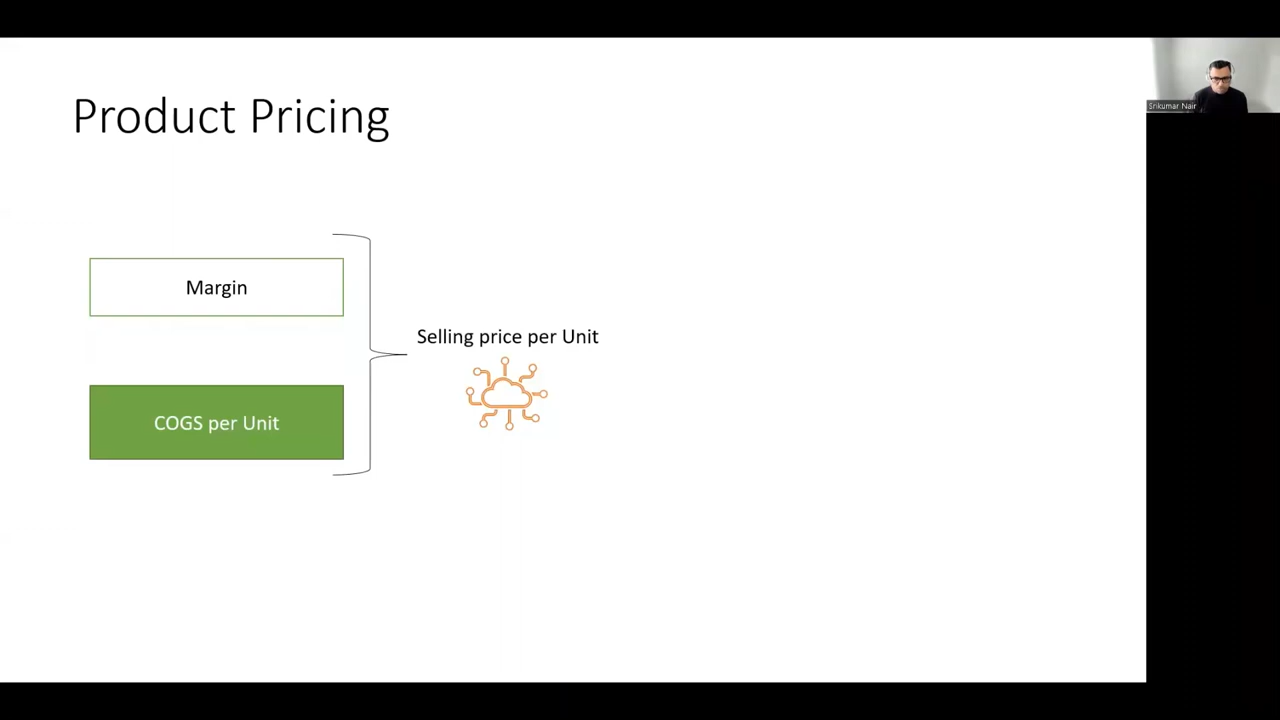 Product Pricing
Srikumar Nair
Margin
Selling price per Unit
COGS per Unit